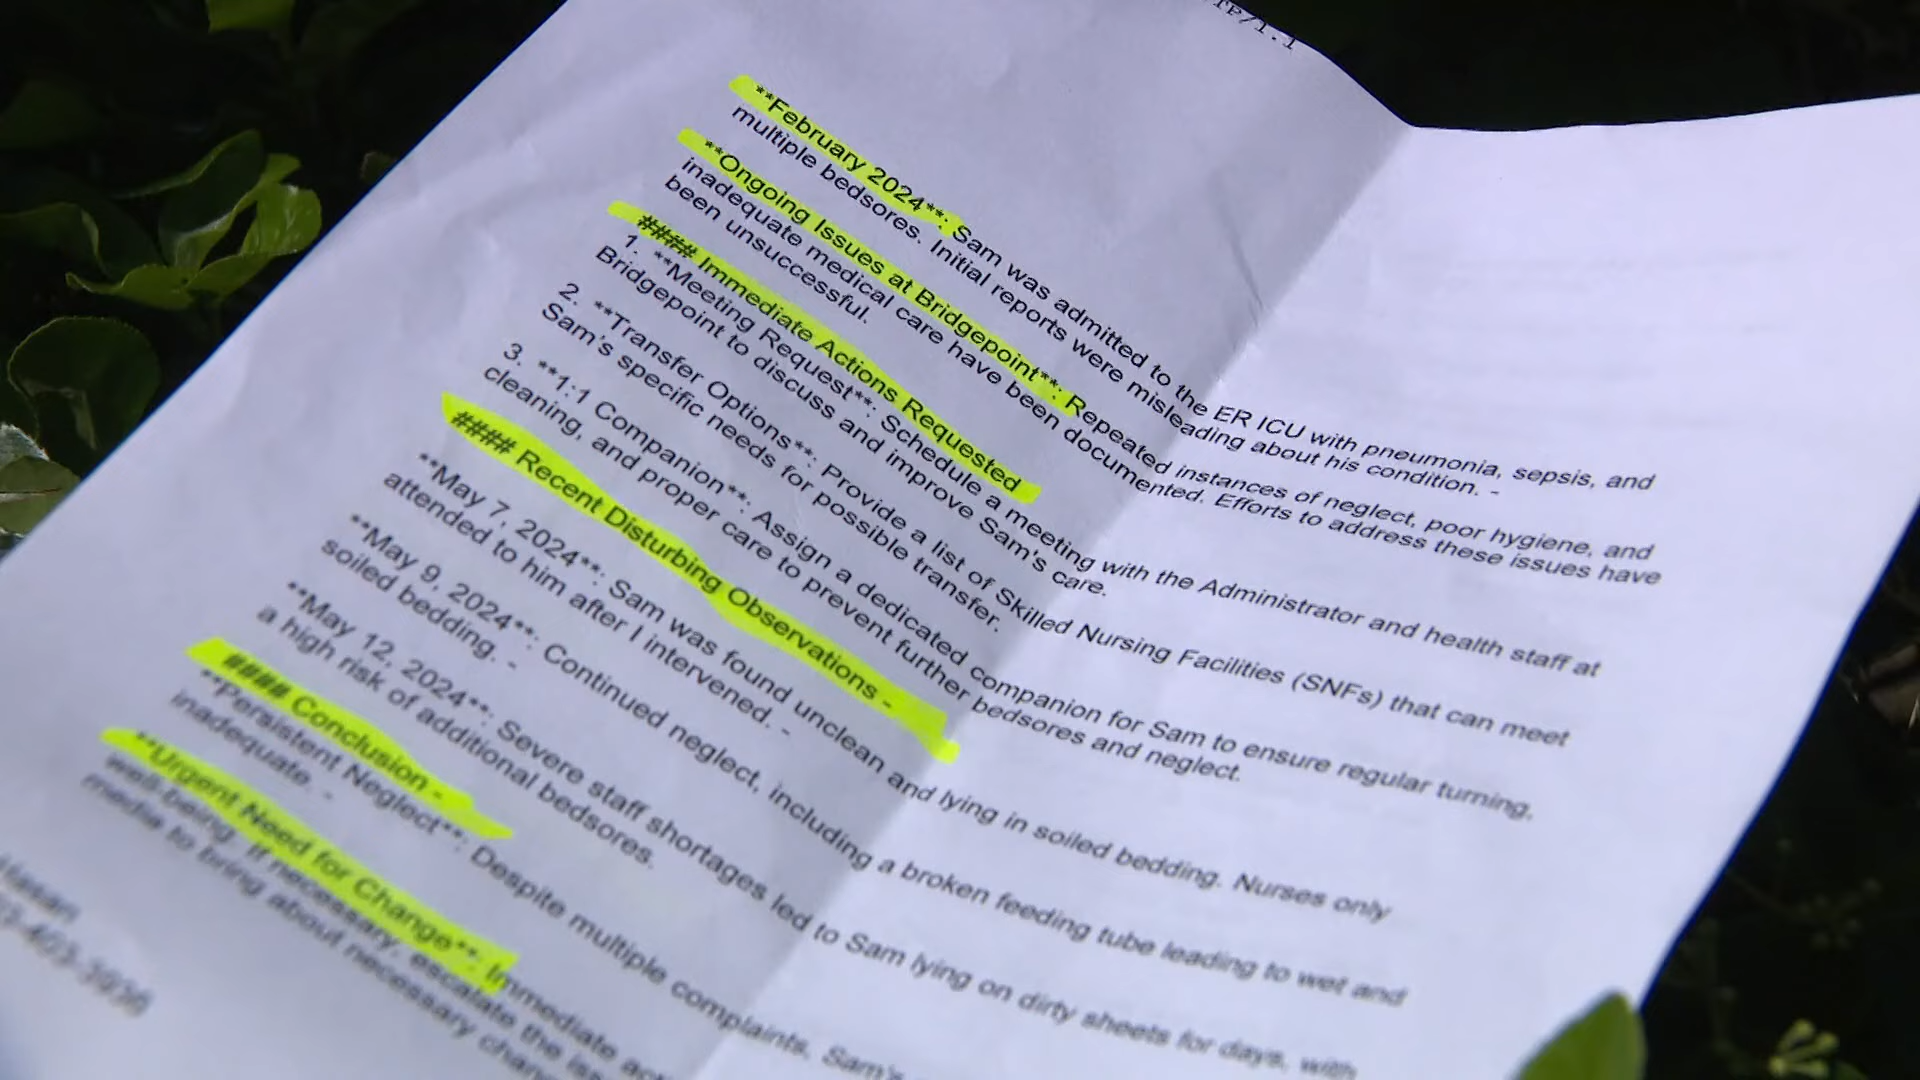 TP/1.1
**February 2024**: Sam was admitted to the ER ICU with pneumonia, sepsis, and
multiple bedsores. Initial reports were misleading about his condition. -
**Ongoing Issues at Bridgepoint**: Repeated instances of neglect, poor hygiene, and
inadequate medical care have been documented. Efforts to address these issues have
been unsuccessful.
#### Immediate Actions Requested
1. **Meeting Request**: Schedule a meeting with the Administrator and health staff at
Bridgepoint to discuss and improve Sam's care.
2. **Transfer Options**: Provide a list of Skilled Nursing Facilities (SNFs) that can meet
Sam's specific needs for possible transfer.
3. **1:1 Companion**: Assign a dedicated companion for Sam to ensure regular turning,
cleaning, and proper care to prevent further bedsores and neglect.
#### Recent Disturbing Observations -
**May 7, 2024**: Sam was found unclean and lying in soiled bedding. Nurses only
attended to him after I intervened. -
**May 9, 2024**: Continued neglect, including a broken feeding tube leading to wet and
soiled bedding. -
**May 12, 2024**: Severe staff shortages led to Sam lying on dirty sheets for days, with
a high risk of additional bedsores.
#### Conclusion -
**Persistent Neglect**: Despite multiple complaints, Sam's
inadequate. -
**Urgent Need for Change**: Immediate
well-being. If necessary, escalate the
media to bring about necessary
Hasan